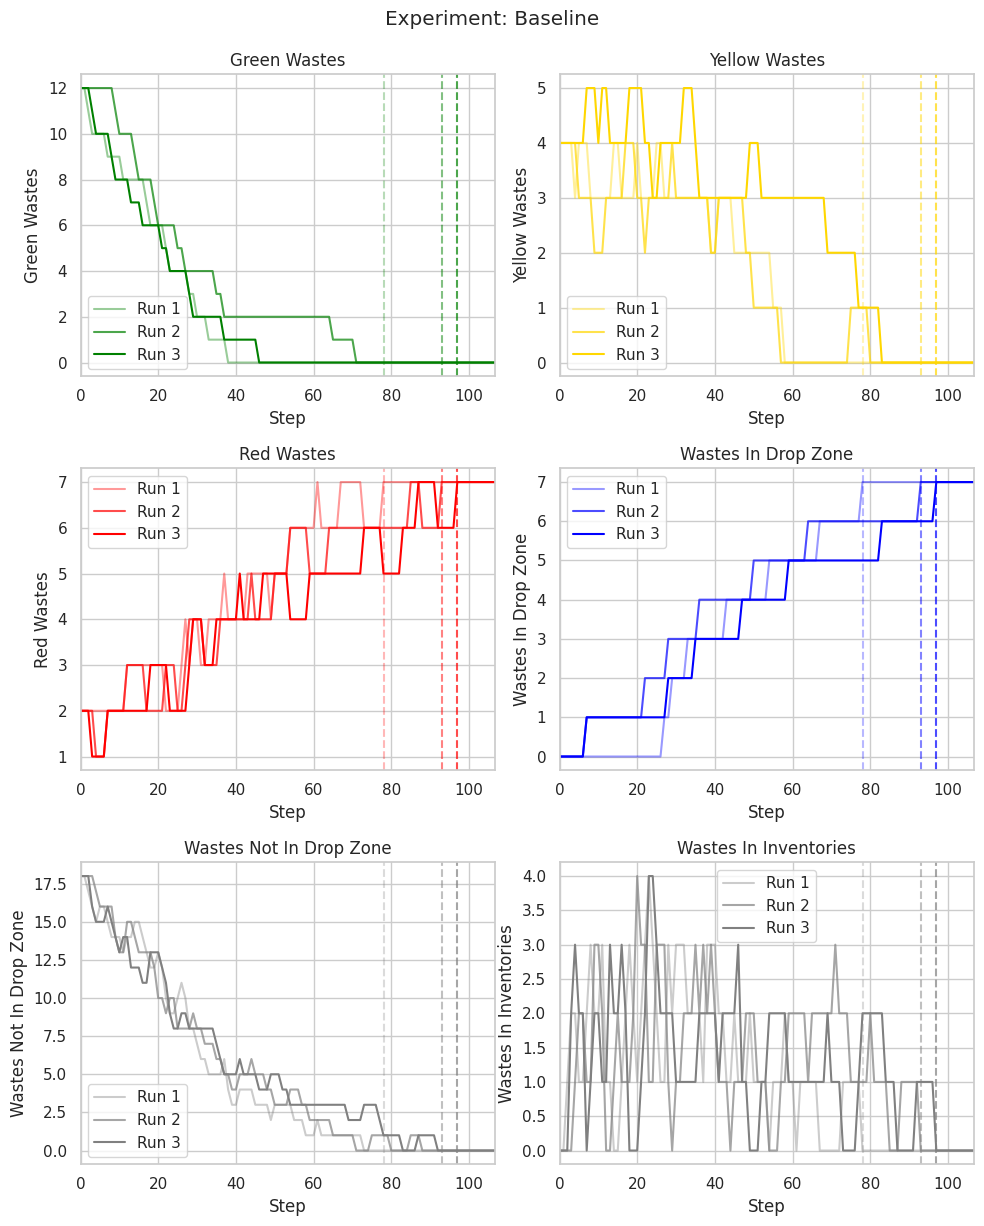 Experiment: Baseline
Green Wastes
12
10
8
6
4
2
0
Green Wastes
Run 1
Run 2
Run 3
0 20 40 60 80 100
Step
Yellow Wastes
5
4
3
2
1
0
Yellow Wastes
Run 1
Run 2
Run 3
0 20 40 60 80 100
Step
Red Wastes
7
6
5
4
3
2
1
Red Wastes
Run 1
Run 2
Run 3
0 20 40 60 80 100
Step
Wastes In Drop Zone
7
6
5
4
3
2
1
0
Wastes In Drop Zone
Run 1
Run 2
Run 3
0 20 40 60 80 100
Step
Wastes Not In Drop Zone
17.5
15.0
12.5
10.0
7.5
5.0
2.5
0.0
Wastes Not In Drop Zone
Run 1
Run 2
Run 3
0 20 40 60 80 100
Step
Wastes In Inventories
4.0
3.5
3.0
2.5
2.0
1.5
1.0
0.5
0.0
Wastes In Inventories
Run 1
Run 2
Run 3
0 20 40 60 80 100
Step